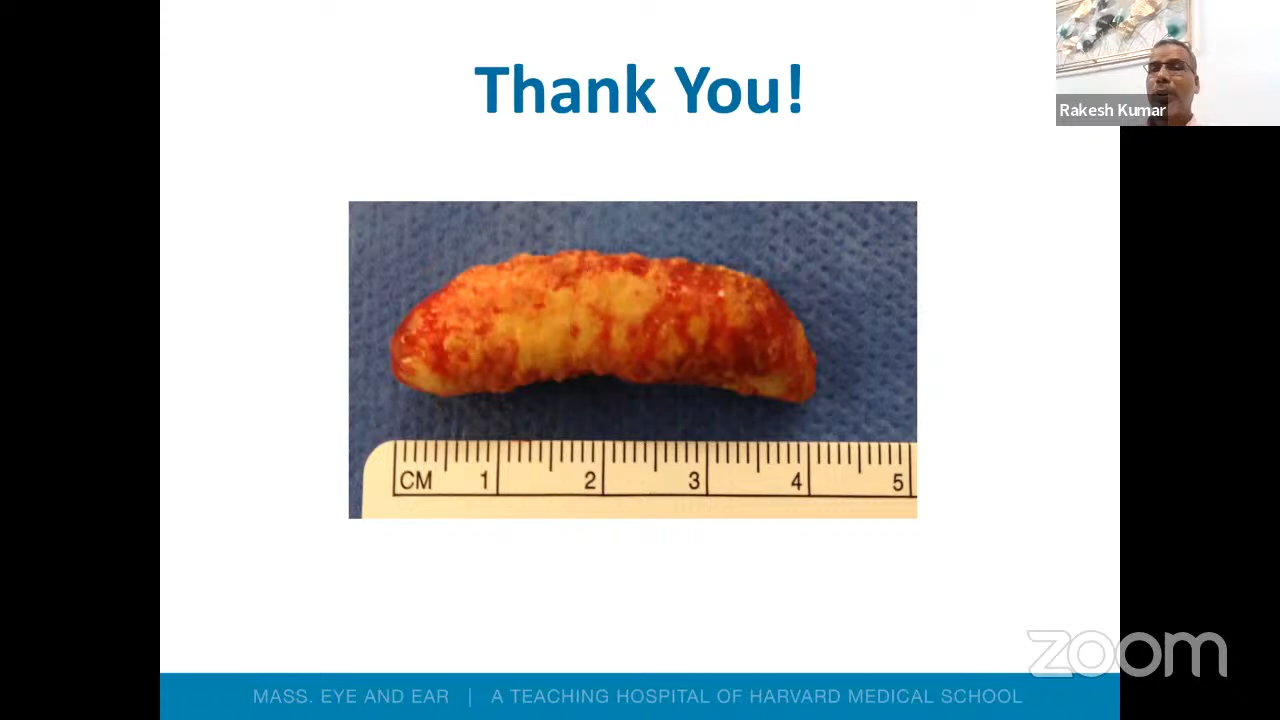 Thank You!
Rakesh Kumar
CM 1 2 3 4 5
zoom
MASS. EYE AND EAR | A TEACHING HOSPITAL OF HARVARD MEDICAL SCHOOL